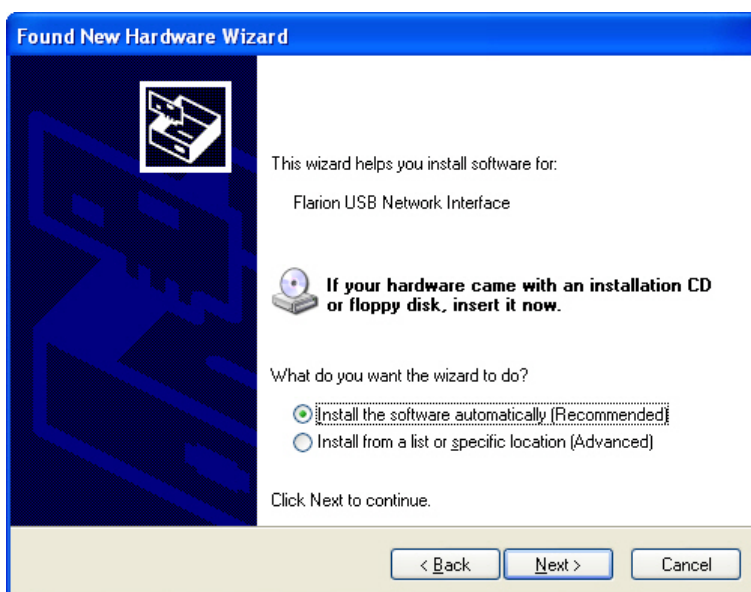 Found New Hardware Wizard
This wizard helps you install software for:
Flarion USB Network Interface
If your hardware came with an installation CD
or floppy disk, insert it now.
What do you want the wizard to do?
Install the software automatically (Recommended)
Install from a list or specific location (Advanced)
Click Next to continue.
< Back
Next >
Cancel